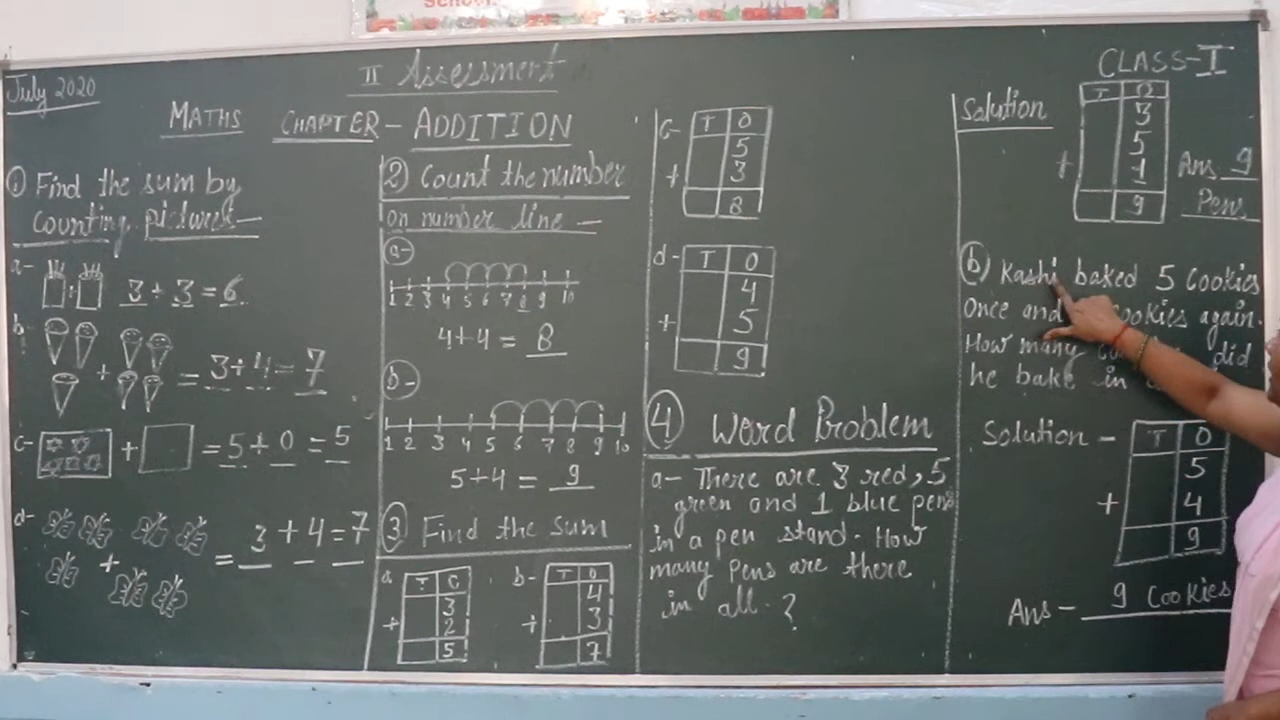 School.
July 2020
II Assessment
CLASS-I
MATHS CHAPTER - ADDITION
① Find the sum by
counting pictures-
a- 3 + 3 = 6
b- + = 3+4=7
c- + = 5+0=5
d- + = 3+4=7
② Count the number
on number line -
a-
1 2 3 4 5 6 7 8 9 10
4+4= 8
b-
1 2 3 4 5 6 7 8 9 10
5+4= 9
③ Find the sum
a
T O
3
+ 2
5
b-
T O
4
+ 3
7
c-
T O
5
+ 3
8
d-
T O
4
+ 5
9
④ Word Problem
a- There are 3 red, 5
green and 1 blue pens
in a pen stand. How
many Pens are there
in all.?
Solution
T O
3
5
+ 1
9
Ans 9
Pens
ⓑ Kashi baked 5 Cookies
Once and cookies again.
How many did
he bake in
Solution -
T O
5
+ 4
9
Ans - 9 Cookies